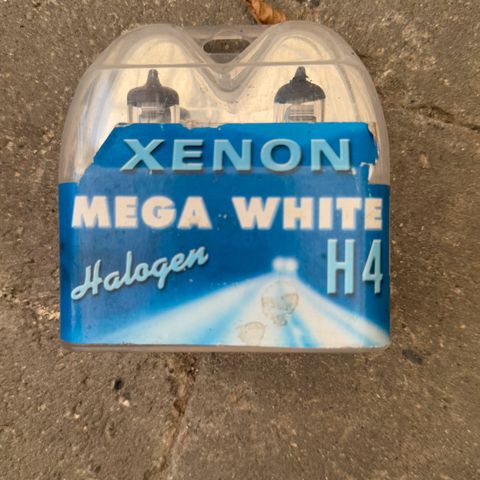 XENON
MEGA WHITE
Halogen
H4